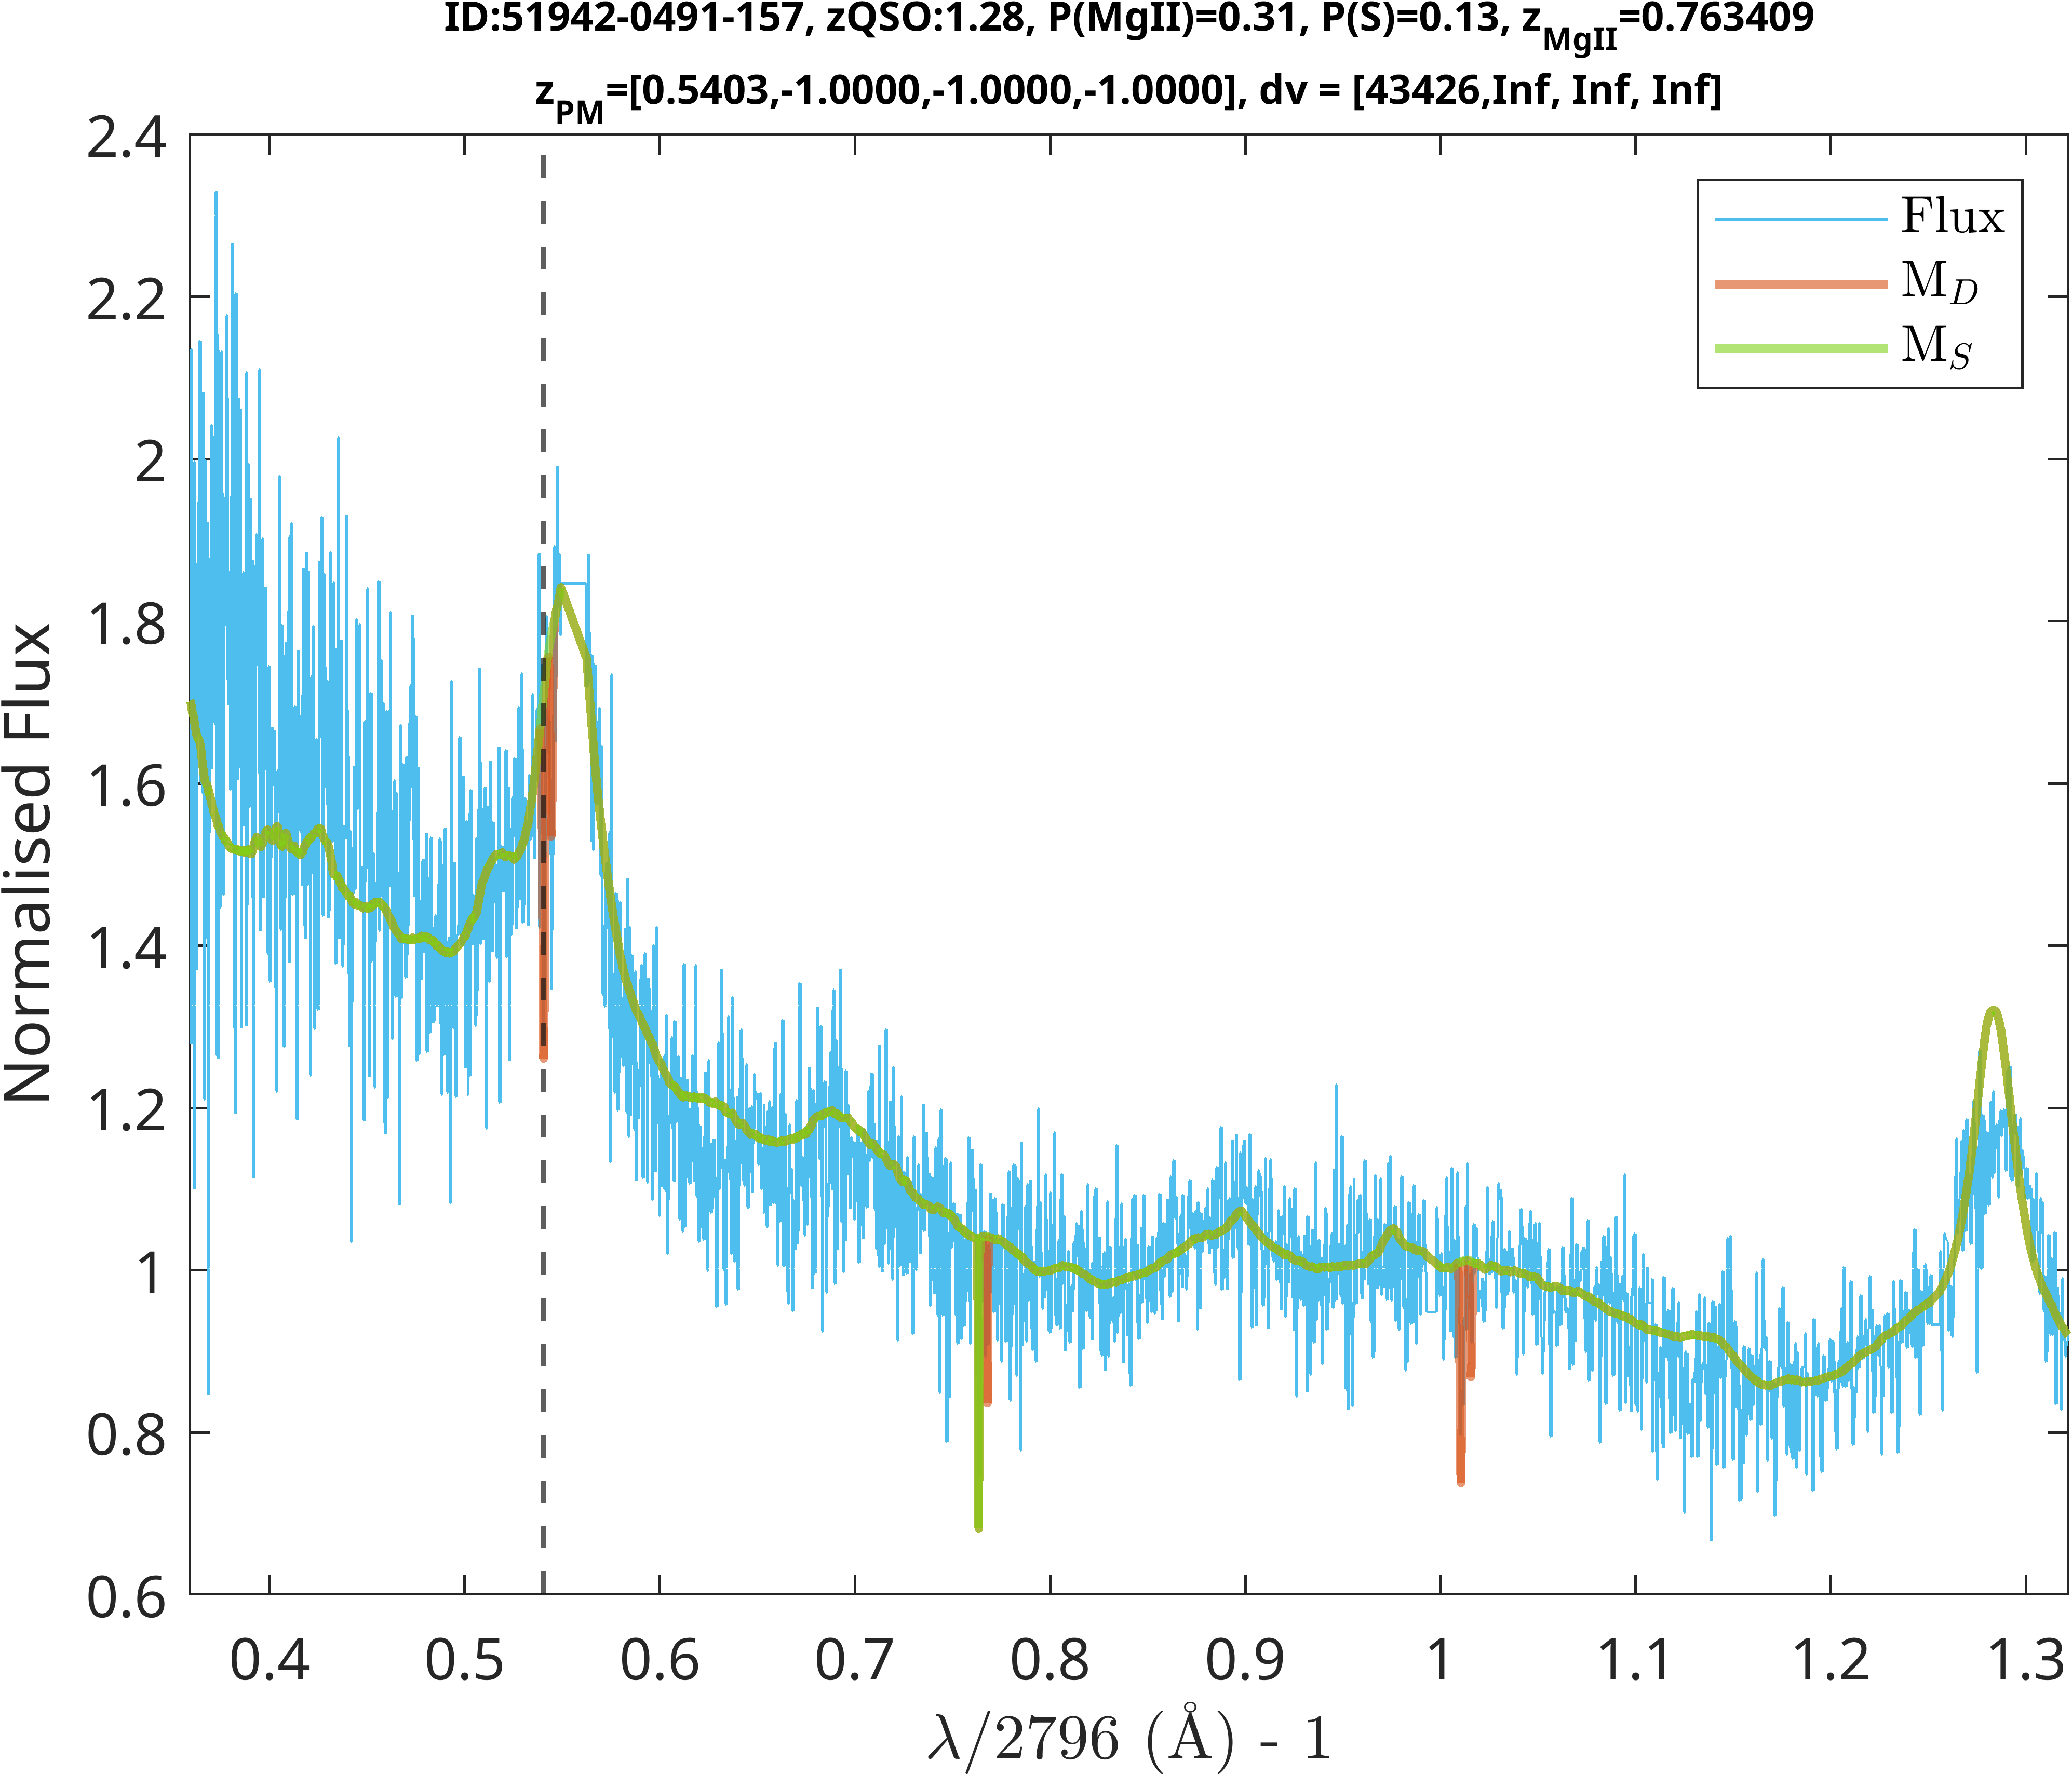 ID:51942-0491-157, zQSO:1.28, P(MgII)=0.31, P(S)=0.13, zMgII=0.763409
zPM=[0.5403,-1.0000,-1.0000,-1.0000], dv = [43426,Inf, Inf, Inf]
2.4
2.2
2
1.8
1.6
1.4
1.2
1
0.8
0.6
Normalised Flux
Flux
MD
MS
0.4 0.5 0.6 0.7 0.8 0.9 1 1.1 1.2 1.3
λ/2796 (Å) - 1